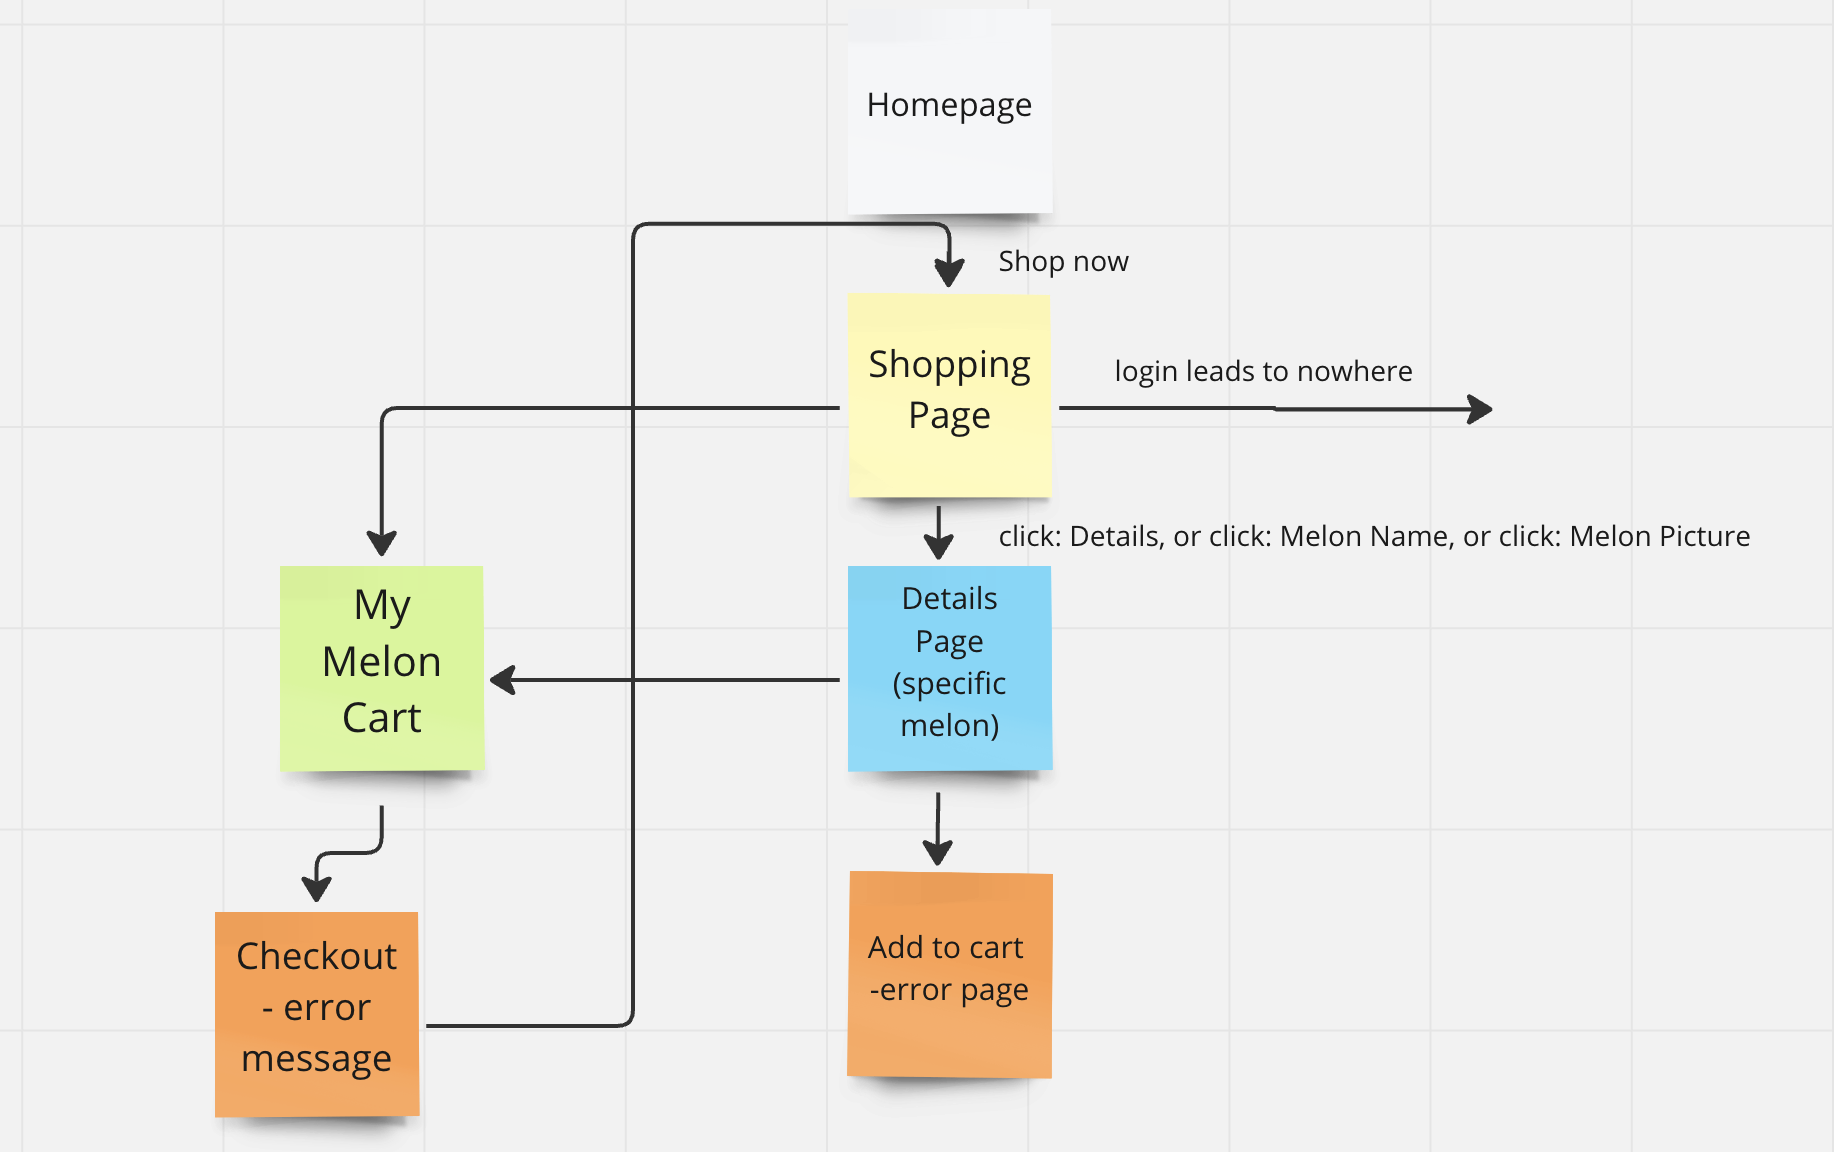 Homepage
Shop now
Shopping
Page
login leads to nowhere
click: Details, or click: Melon Name, or click: Melon Picture
My
Melon
Cart
Details
Page
(specific
melon)
Checkout
- error
message
Add to cart
-error page